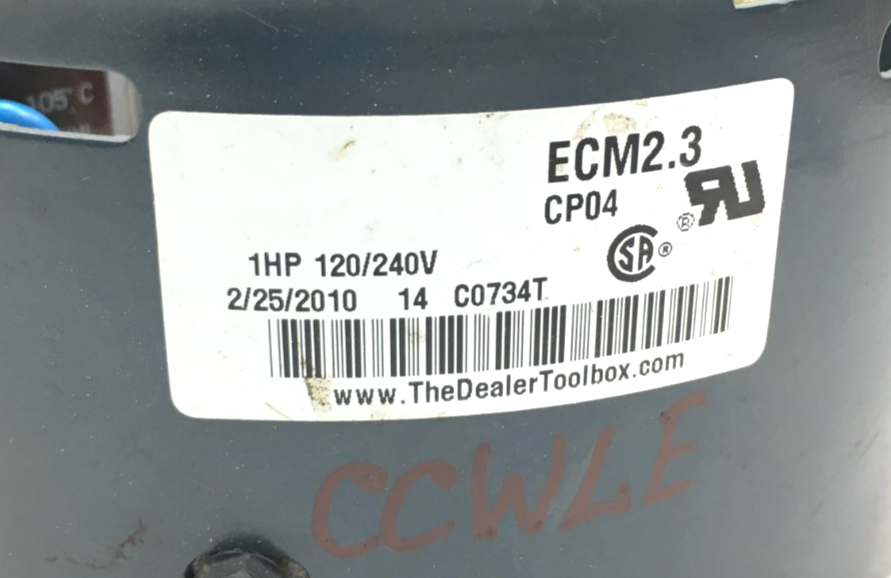 105°C
ECM2.3
CP04
1HP 120/240V
2/25/2010 14 C0734T
www.TheDealerToolbox.com
CCWLE